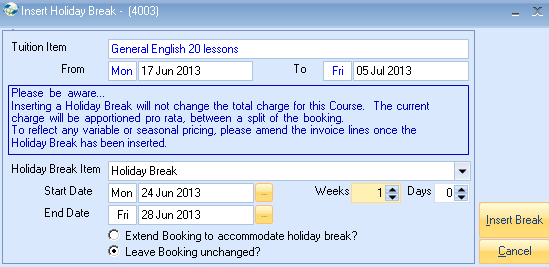 Insert Holiday Break - (4003)
Tuition Item General English 20 lessons
From Mon 17 Jun 2013 To Fri 05 Jul 2013
Please be aware...
Inserting a Holiday Break will not change the total charge for this Course. The current
charge will be apportioned pro rata, between a split of the booking.
To reflect any variable or seasonal pricing, please amend the invoice lines once the
Holiday Break has been inserted.
Holiday Break Item Holiday Break
Start Date Mon 24 Jun 2013 ... Weeks 1 Days 0
End Date Fri 28 Jun 2013 ...
Extend Booking to accommodate holiday break?
Leave Booking unchanged?
Insert Break
Cancel